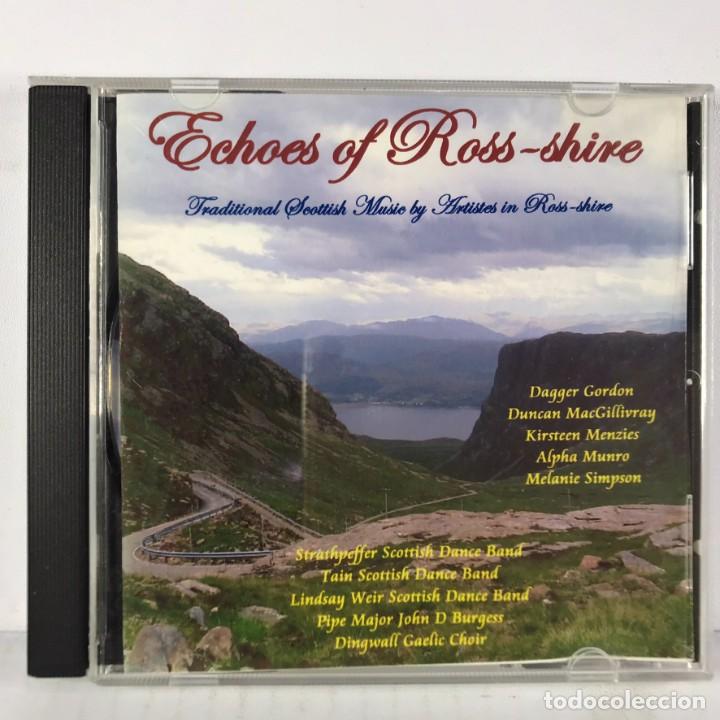 Echoes of Ross-shire
Traditional Scottish Music by Artistes in Ross-shire
Dagger Gordon
Duncan MacGillivray
Kirsteen Menzies
Alpha Munro
Melanie Simpson
Strathpeffer Scottish Dance Band
Tain Scottish Dance Band
Lindsay Weir Scottish Dance Band
Pipe Major John D Burgess
Dingwall Gaelic Choir
todocoleccion